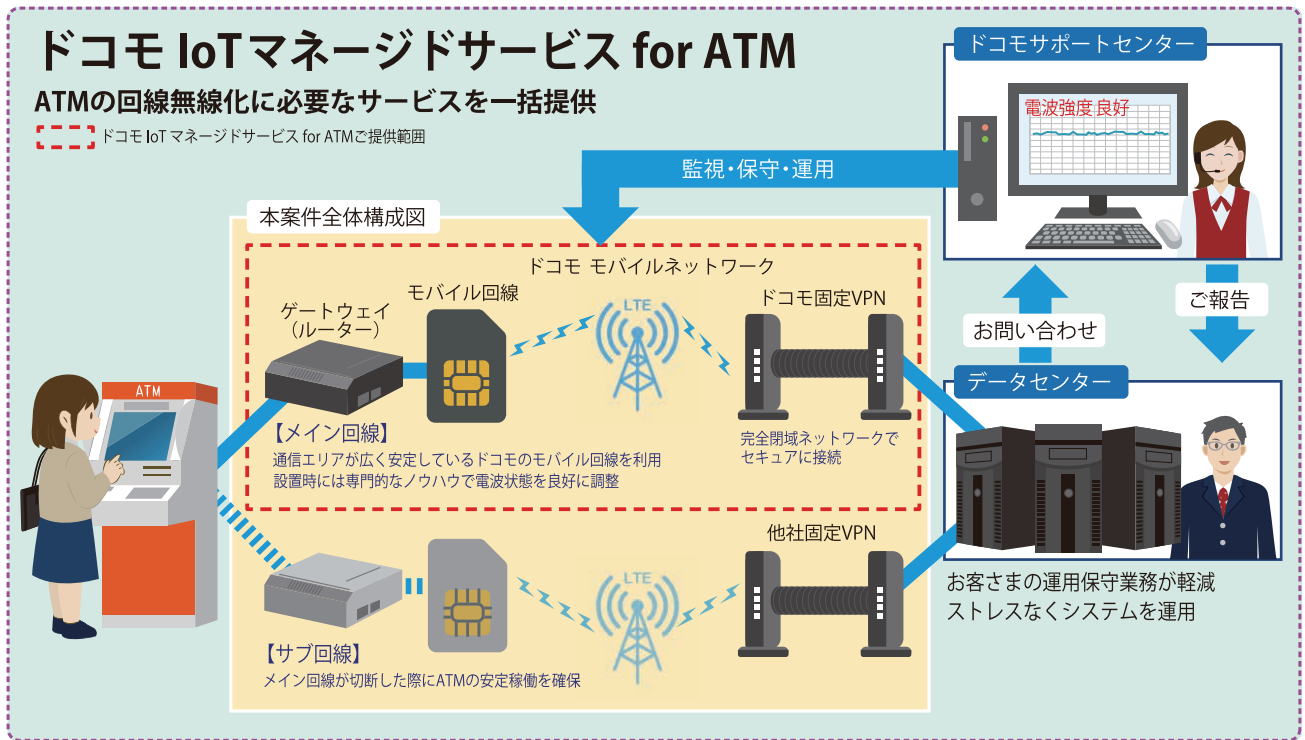 ドコモ IoTマネージドサービス for ATM
ATMの回線無線化に必要なサービスを一括提供
ドコモ IoTマネージドサービス for ATMご提供範囲
ドコモサポートセンター
電波強度 良好
監視・保守・運用
本案件全体構成図
ドコモ モバイルネットワーク
ゲートウェイ
（ルーター）
モバイル回線
LTE
ドコモ固定VPN
お問い合わせ
ご報告
データセンター
ATM
【メイン回線】
通信エリアが広く安定しているドコモのモバイル回線を利用
設置時には専門的なノウハウで電波状態を良好に調整
完全閉域ネットワークで
セキュアに接続
他社固定VPN
LTE
【サブ回線】
メイン回線が切断した際にATMの安定稼働を確保
お客さまの運用保守業務が軽減
ストレスなくシステムを運用